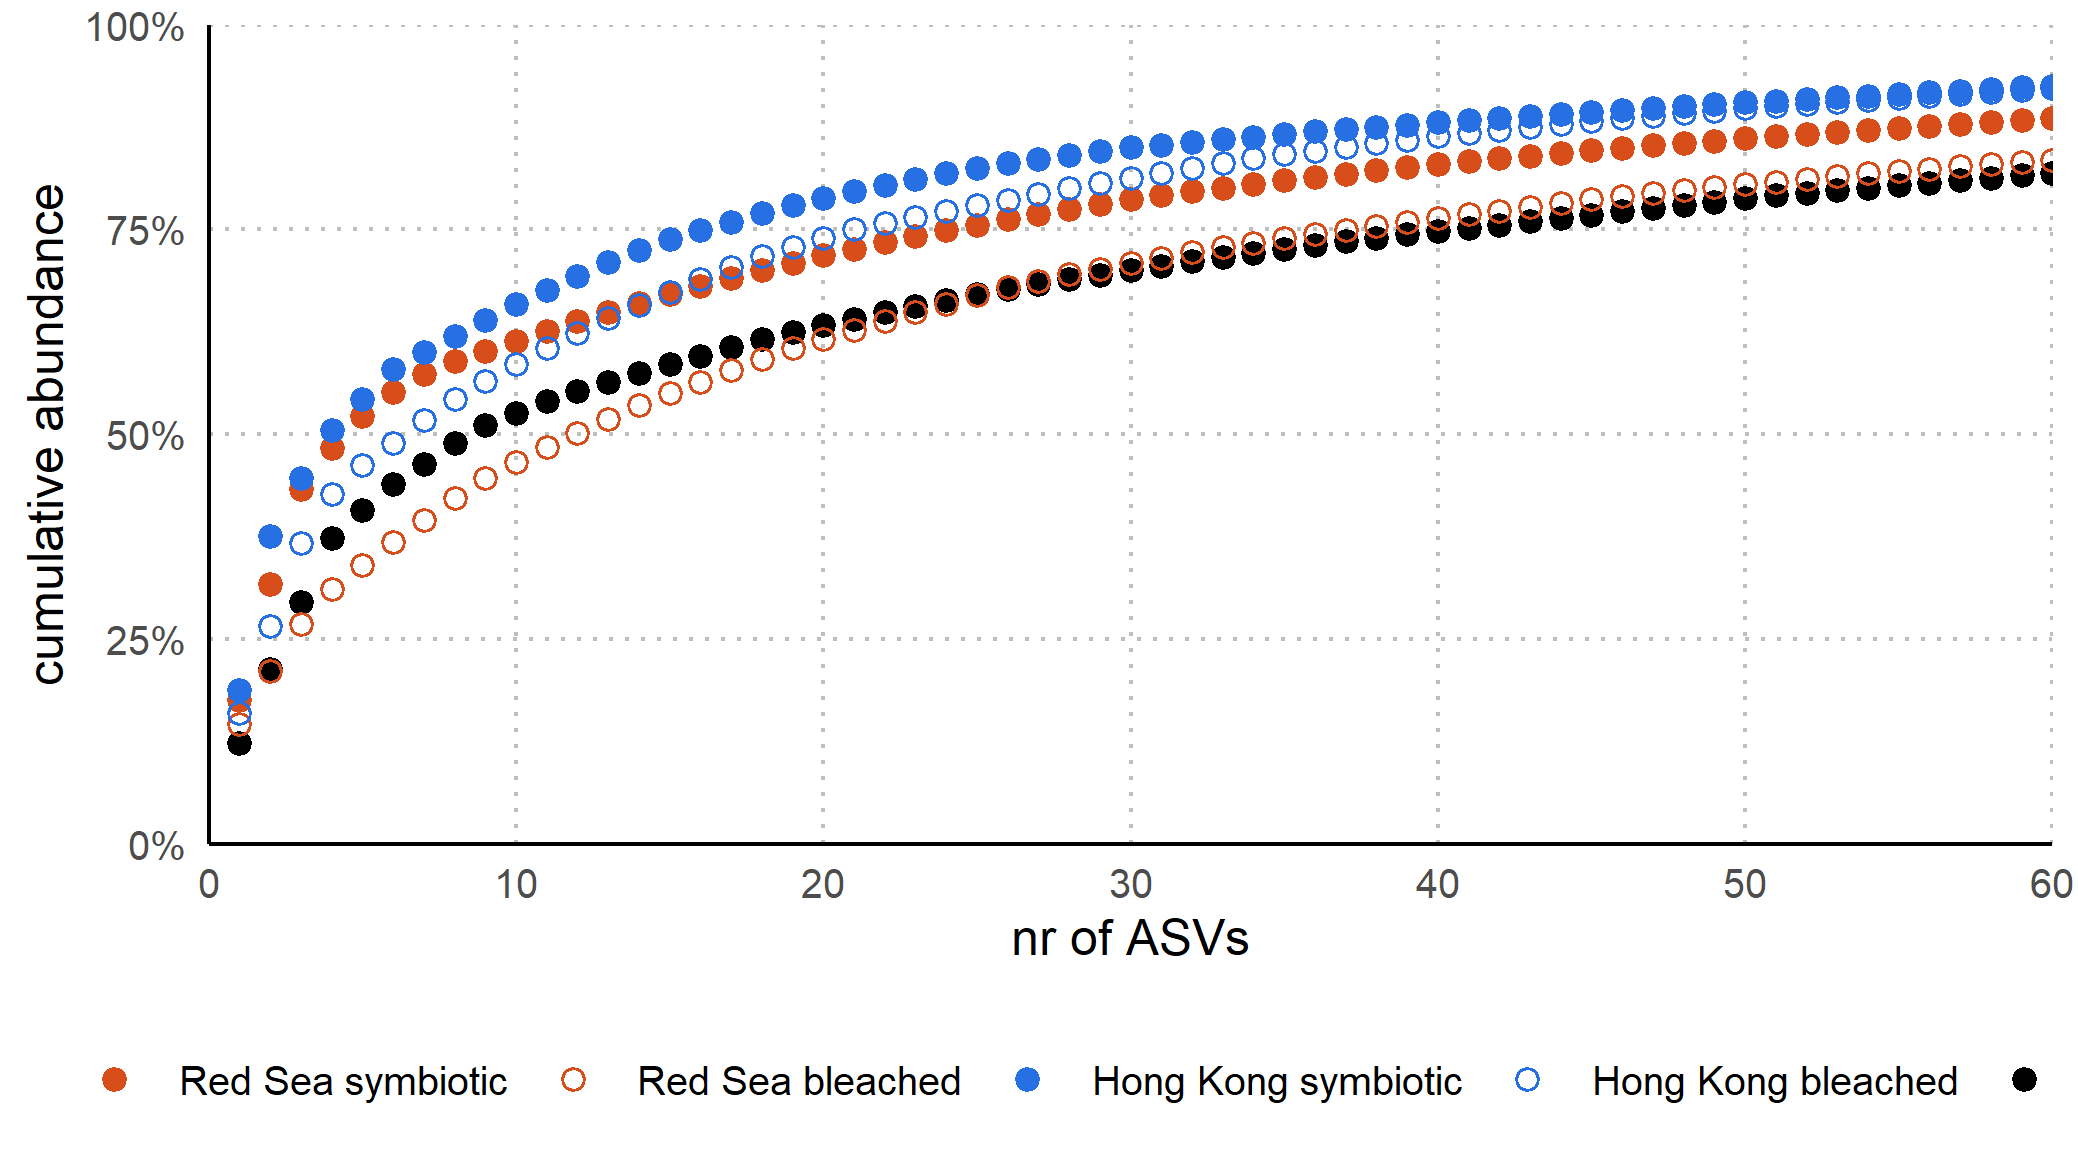 100%
75%
50%
25%
0%
cumulative abundance
0 10 20 30 40 50 60
nr of ASVs
Red Sea symbiotic Red Sea bleached Hong Kong symbiotic Hong Kong bleached